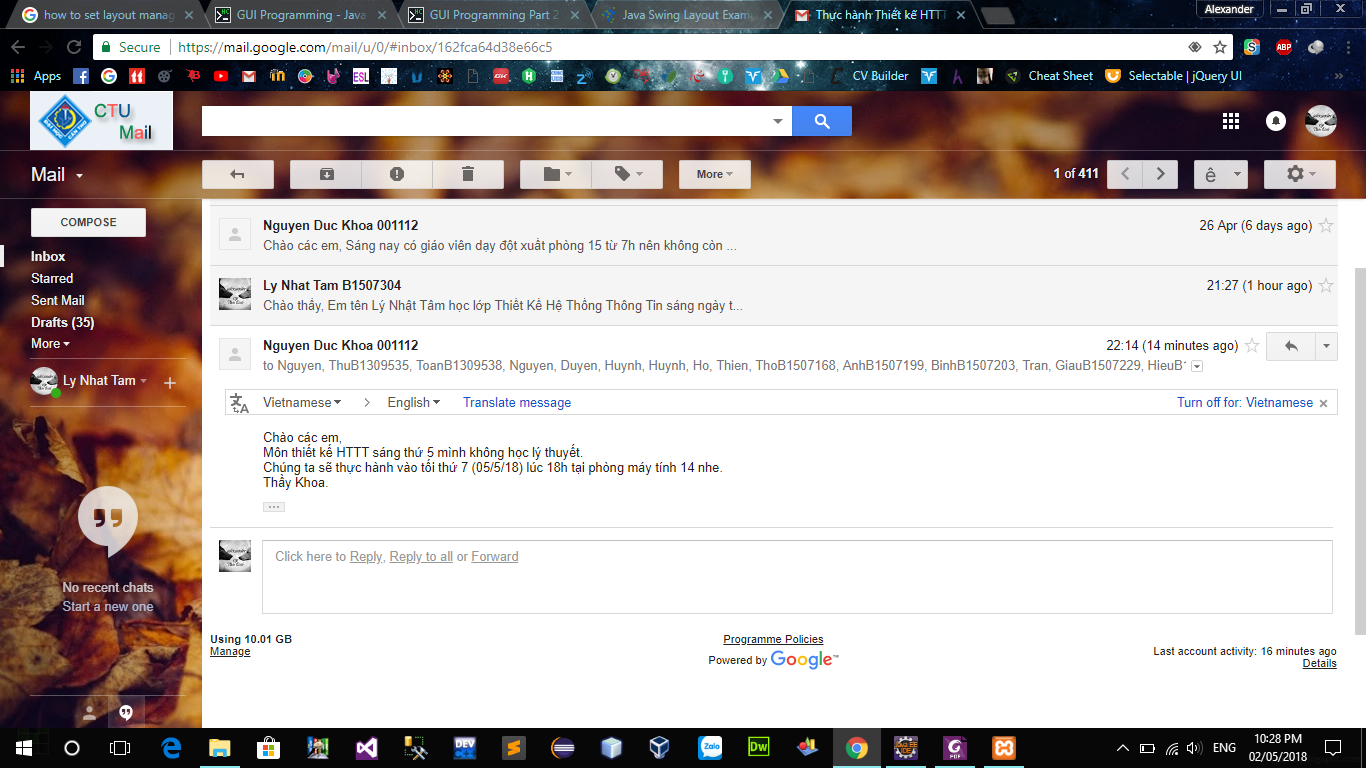 how to set layout manag
GUI Programming - Java
GUI Programming Part 2
Java Swing Layout Examp
Thực hành Thiết kế HTTT
Alexander
Secure
https://mail.google.com/mail/u/0/#inbox/162fca64d38e66c5
ABP
Apps
ESL
CV Builder
Cheat Sheet
Selectable | jQuery UI
CTU
Mail
Mail
More
1 of 411
ê
COMPOSE
Inbox
Starred
Sent Mail
Drafts (35)
More
Ly Nhat Tam
No recent chats
Start a new one
Nguyen Duc Khoa 001112
26 Apr (6 days ago)
Chào các em, Sáng nay có giáo viên dạy đột xuất phòng 15 từ 7h nên không còn ...
Ly Nhat Tam B1507304
21:27 (1 hour ago)
Chào thầy, Em tên Lý Nhật Tâm học lớp Thiết Kế Hệ Thống Thông Tin sáng ngày t...
Nguyen Duc Khoa 001112
22:14 (14 minutes ago)
to Nguyen, ThuB1309535, ToanB1309538, Nguyen, Duyen, Huynh, Huynh, Ho, Thien, ThoB1507168, AnhB1507199, BinhB1507203, Tran, GiauB1507229, HieuB
Vietnamese
English
Translate message
Turn off for: Vietnamese
Chào các em,
Môn thiết kế HTTT sáng thứ 5 mình không học lý thuyết.
Chúng ta sẽ thực hành vào tối thứ 7 (05/5/18) lúc 18h tại phòng máy tính 14 nhe.
Thầy Khoa.
Click here to Reply, Reply to all or Forward
Using 10.01 GB
Manage
Programme Policies
Powered by Google™
Last account activity: 16 minutes ago
Details
DEV
Zalo
Dw
ENG
10:28 PM
02/05/2018